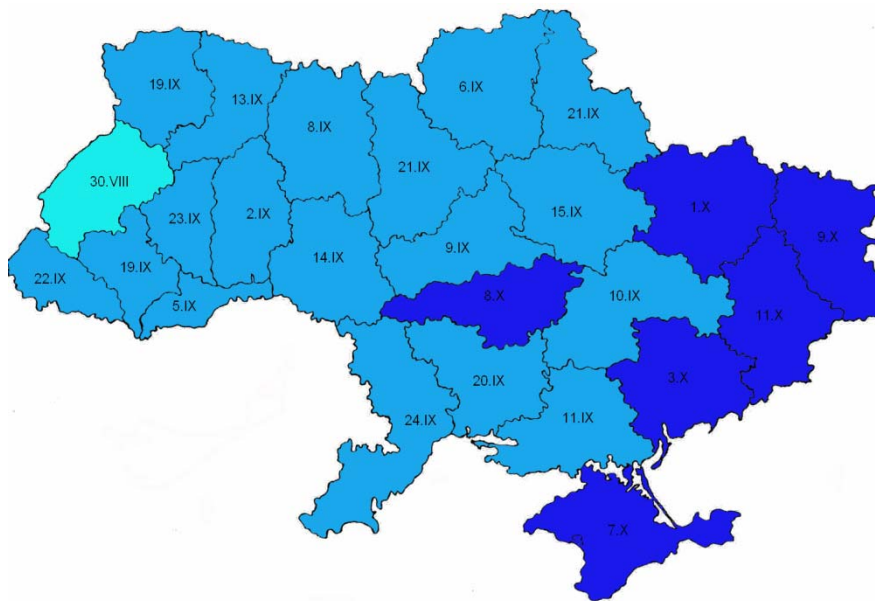 19.IX
13.IX
8.IX
6.IX
21.IX
30.VIII
23.IX
2.IX
21.IX
15.IX
1.X
9.X
22.IX
19.IX
5.IX
14.IX
9.IX
8.X
10.IX
11.X
24.IX
20.IX
11.IX
3.X
7.X